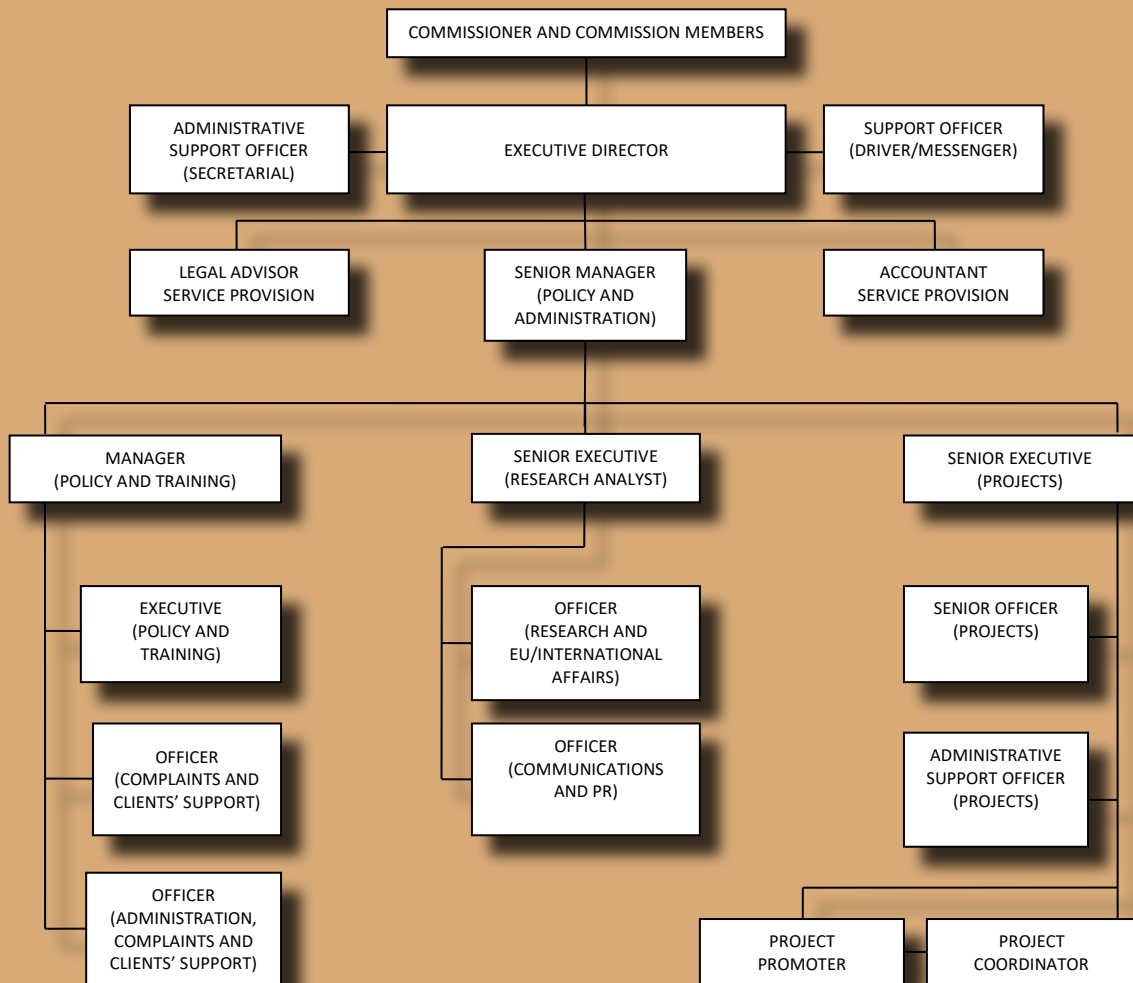 COMMISSIONER AND COMMISSION MEMBERS
ADMINISTRATIVE
SUPPORT OFFICER
(SECRETARIAL)
EXECUTIVE DIRECTOR
SUPPORT OFFICER
(DRIVER/MESSENGER)
LEGAL ADVISOR
SERVICE PROVISION
SENIOR MANAGER
(POLICY AND
ADMINISTRATION)
ACCOUNTANT
SERVICE PROVISION
MANAGER
(POLICY AND TRAINING)
SENIOR EXECUTIVE
(RESEARCH ANALYST)
SENIOR EXECUTIVE
(PROJECTS)
EXECUTIVE
(POLICY AND
TRAINING)
OFFICER
(RESEARCH AND
EU/INTERNATIONAL
AFFAIRS)
SENIOR OFFICER
(PROJECTS)
OFFICER
(COMPLAINTS AND
CLIENTS’ SUPPORT)
OFFICER
(COMMUNICATIONS
AND PR)
ADMINISTRATIVE
SUPPORT OFFICER
(PROJECTS)
OFFICER
(ADMINISTRATION,
COMPLAINTS AND
CLIENTS’ SUPPORT)
PROJECT
PROMOTER
PROJECT
COORDINATOR